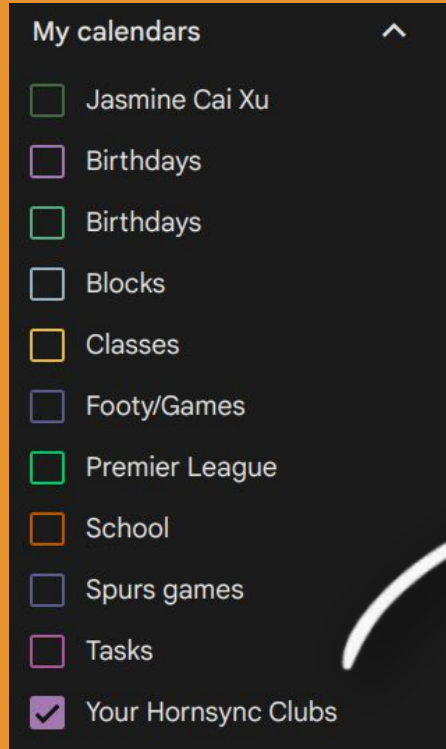 My calendars
Jasmine Cai Xu
Birthdays
Birthdays
Blocks
Classes
Footy/Games
Premier League
School
Spurs games
Tasks
Your Hornsync Clubs